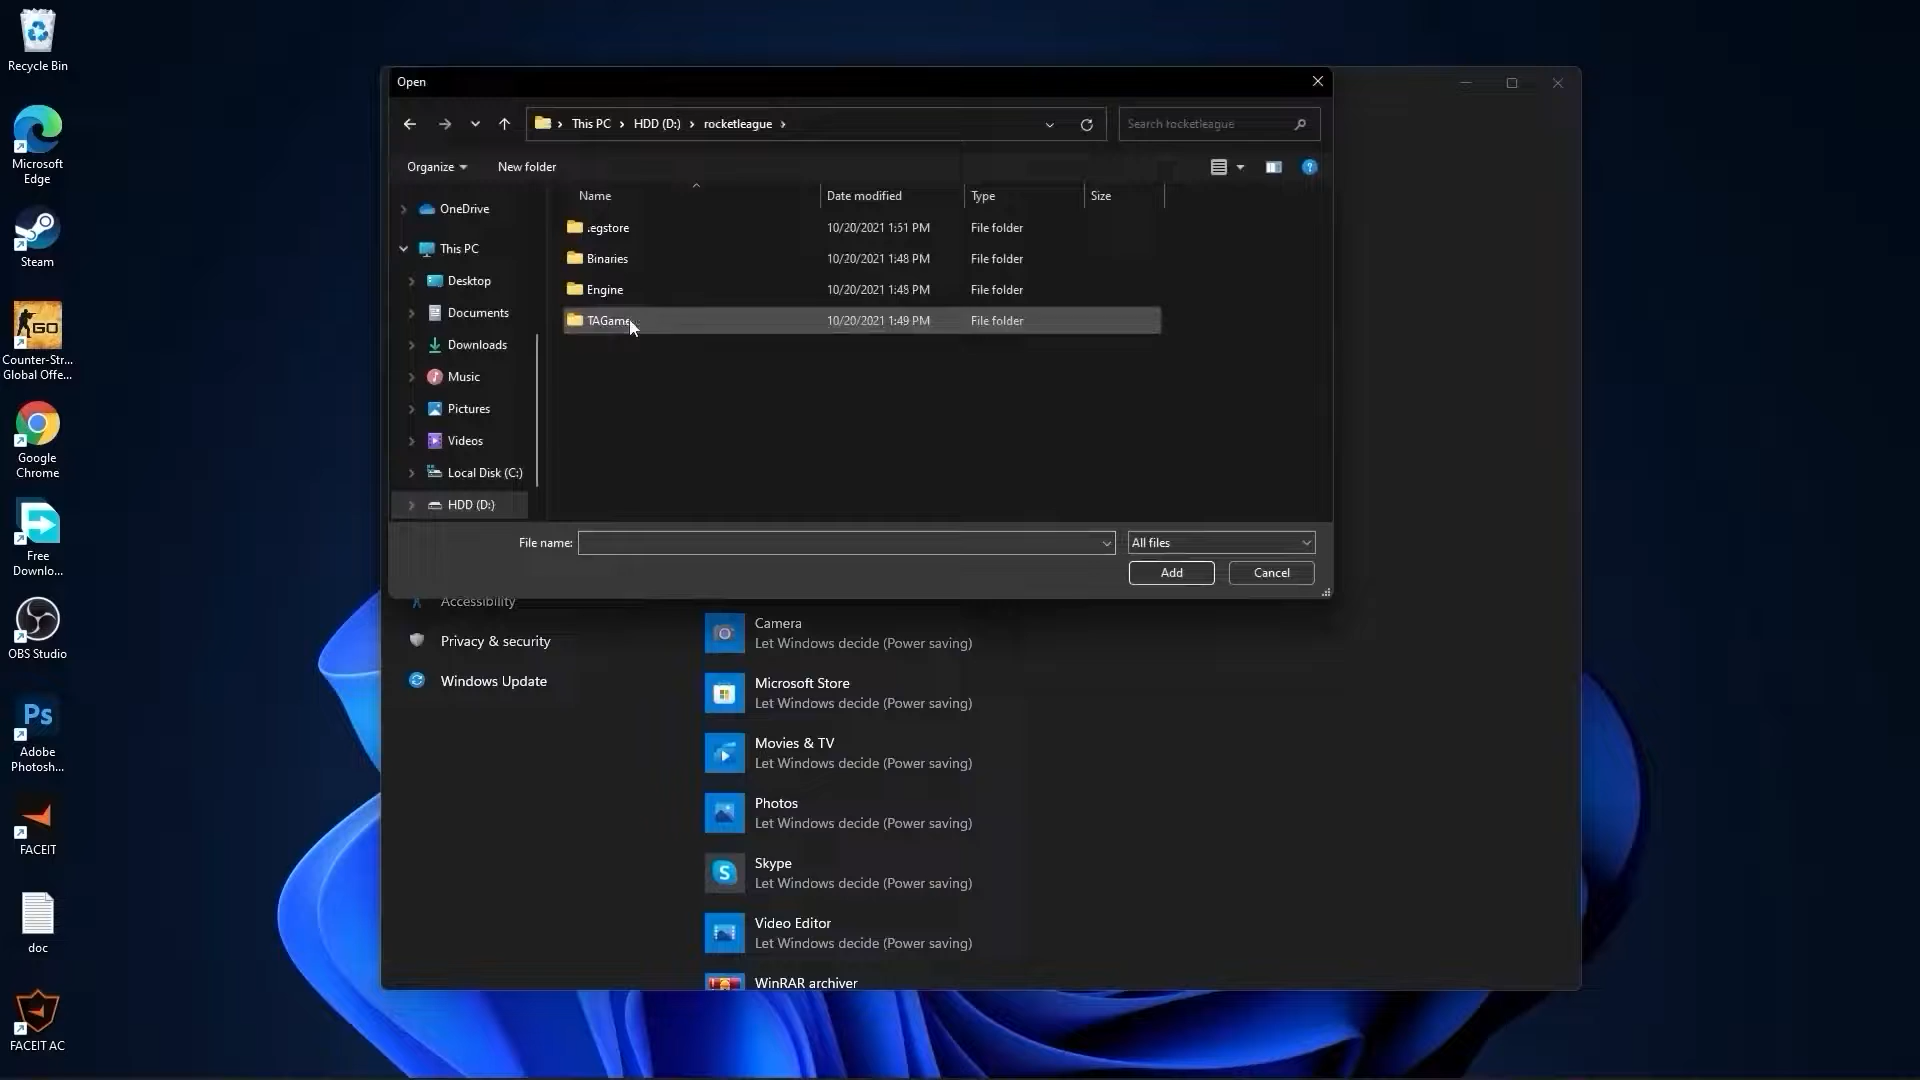 Recycle Bin
Microsoft
Edge
Steam
GO
Counter-Str...
Global Offe...
Google
Chrome
Free
Downlo...
OBS Studio
Ps
Adobe
Photosh...
FACEIT
doc
FACEIT AC
Open
This PC
HDD (D:)
rocketleague
Search rocketleague
Organize
New folder
?
OneDrive
This PC
Desktop
Documents
Downloads
Music
Pictures
Videos
Local Disk (C:)
HDD (D:)
Name Date modified Type Size
.egstore 10/20/2021 1:51 PM File folder
Binaries 10/20/2021 1:48 PM File folder
Engine 10/20/2021 1:48 PM File folder
TAGame 10/20/2021 1:49 PM File folder
File name:
All files
Add
Cancel
Accessibility
Privacy & security
Windows Update
Camera
Let Windows decide (Power saving)
Microsoft Store
Let Windows decide (Power saving)
Movies & TV
Let Windows decide (Power saving)
Photos
Let Windows decide (Power saving)
S
Skype
Let Windows decide (Power saving)
Video Editor
Let Windows decide (Power saving)
WinRAR archiver